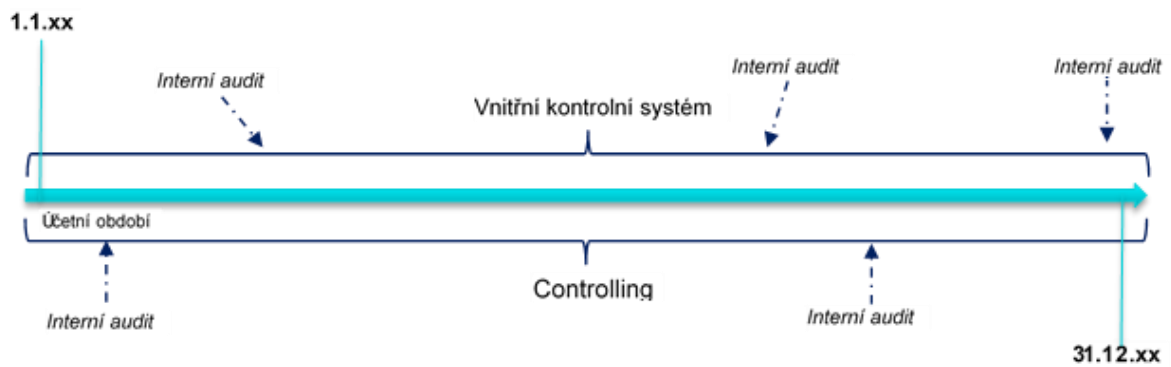 1.1.xx
Interní audit
Interní audit
Interní audit
Vnitřní kontrolní systém
Účetní období
Controlling
Interní audit
Interní audit
31.12.xx